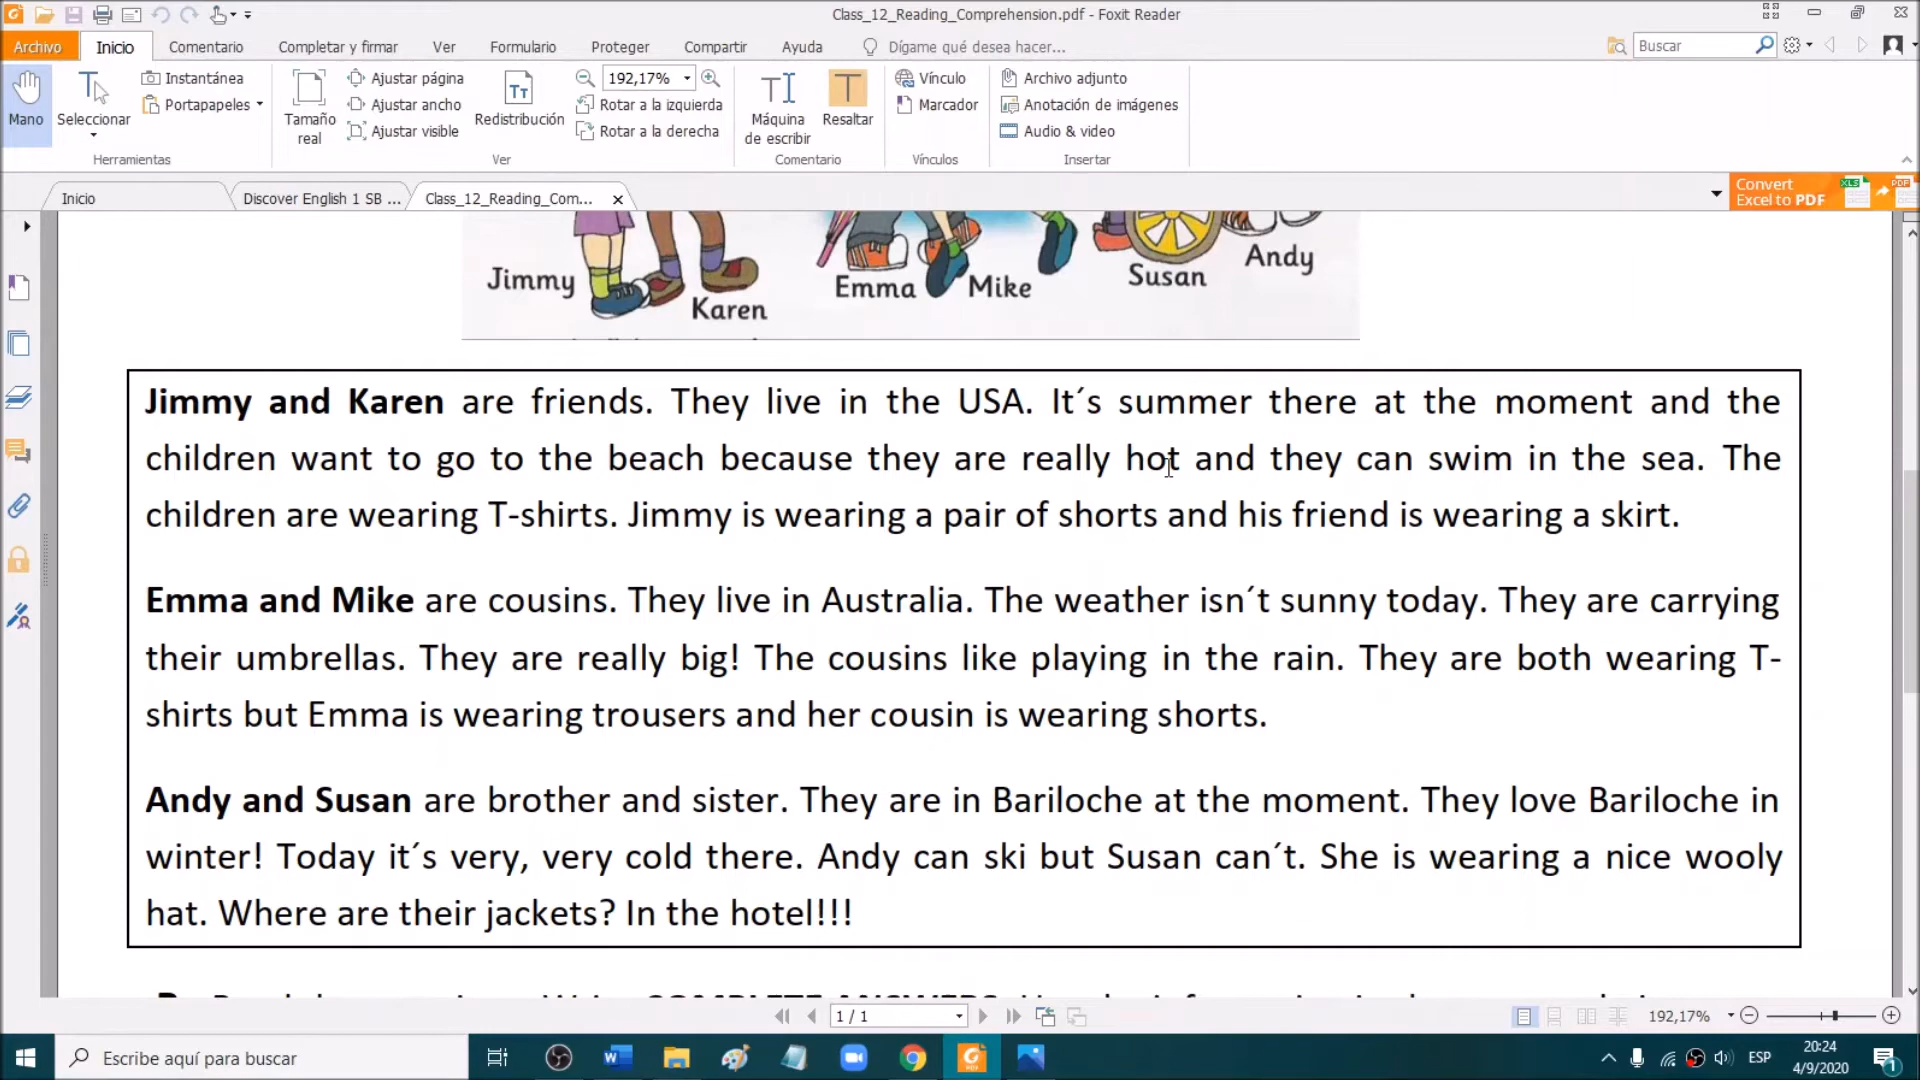 Class_12_Reading_Comprehension.pdf - Foxit Reader
Archivo Inicio Comentario Completar y firmar Ver Formulario Proteger Compartir Ayuda Dígame qué desea hacer... Buscar
Mano
Seleccionar
Instantánea
Portapapeles
Herramientas
Tamaño
real
Ajustar página
Ajustar ancho
Ajustar visible
Redistribución
192,17%
Rotar a la izquierda
Rotar a la derecha
Ver
Máquina
de escribir
Resaltar
Comentario
Vínculo
Marcador
Vínculos
Archivo adjunto
Anotación de imágenes
Audio & video
Insertar
Inicio Discover English 1 SB ... Class_12_Reading_Com...
Convert
Excel to PDF
XLS PDF
Jimmy Karen Emma Mike Susan Andy
Jimmy and Karen are friends. They live in the USA. It´s summer there at the moment and the
children want to go to the beach because they are really hot and they can swim in the sea. The
children are wearing T-shirts. Jimmy is wearing a pair of shorts and his friend is wearing a skirt.
Emma and Mike are cousins. They live in Australia. The weather isn´t sunny today. They are carrying
their umbrellas. They are really big! The cousins like playing in the rain. They are both wearing T-
shirts but Emma is wearing trousers and her cousin is wearing shorts.
Andy and Susan are brother and sister. They are in Bariloche at the moment. They love Bariloche in
winter! Today it´s very, very cold there. Andy can ski but Susan can´t. She is wearing a nice wooly
hat. Where are their jackets? In the hotel!!!
COMPLETE ANSWERS
1 / 1
192,17%
Escribe aquí para buscar
ESP
20:24
4/9/2020
1